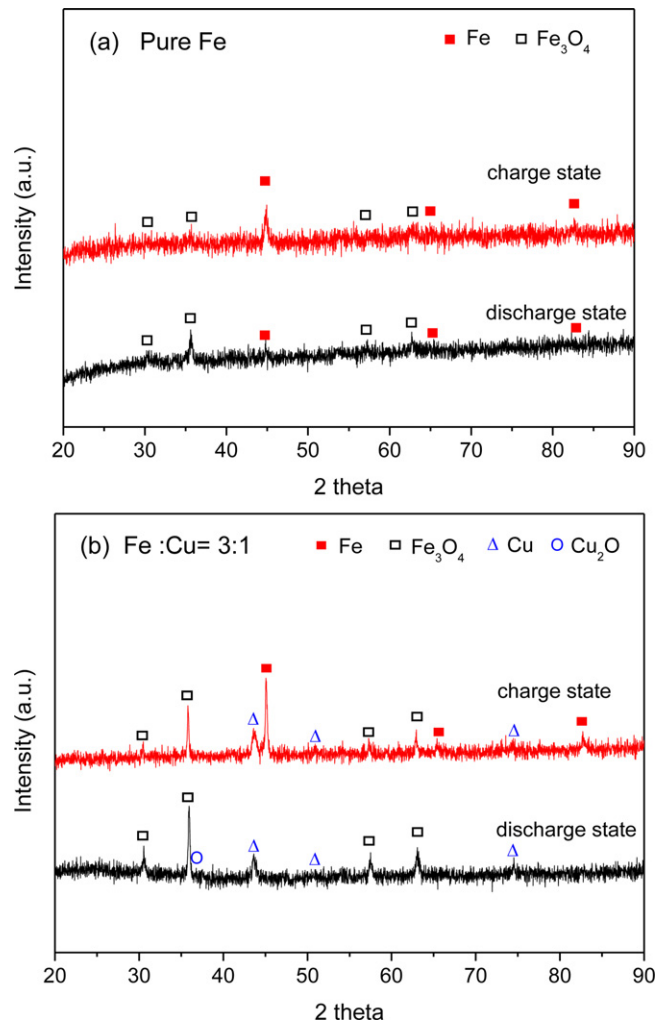 (a) Pure Fe
Fe Fe₃O₄
charge state
discharge state
Intensity (a.u.)
20 30 40 50 60 70 80 90
2 theta
(b) Fe :Cu= 3:1
Fe Fe₃O₄ Cu Cu₂O
charge state
discharge state
Intensity (a.u.)
20 30 40 50 60 70 80 90
2 theta